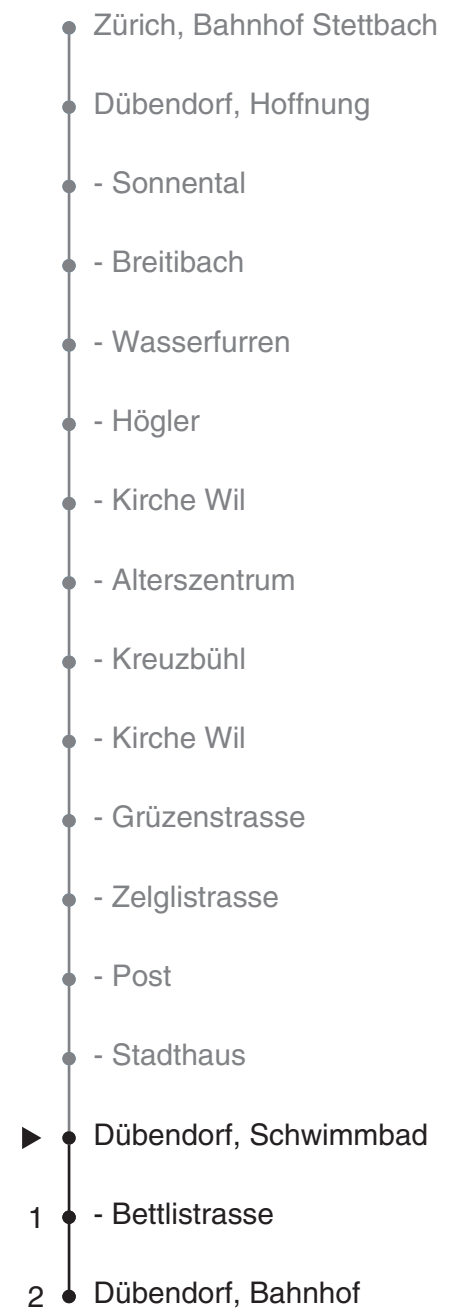 Zürich, Bahnhof Stettbach
Dübendorf, Hoffnung
- Sonnental
- Breitibach
- Wasserfurren
- Högler
- Kirche Wil
- Alterszentrum
- Kreuzbühl
- Kirche Wil
- Grüzenstrasse
- Zelglistrasse
- Post
- Stadthaus
Dübendorf, Schwimmbad
1 - Bettlistrasse
2 Dübendorf, Bahnhof